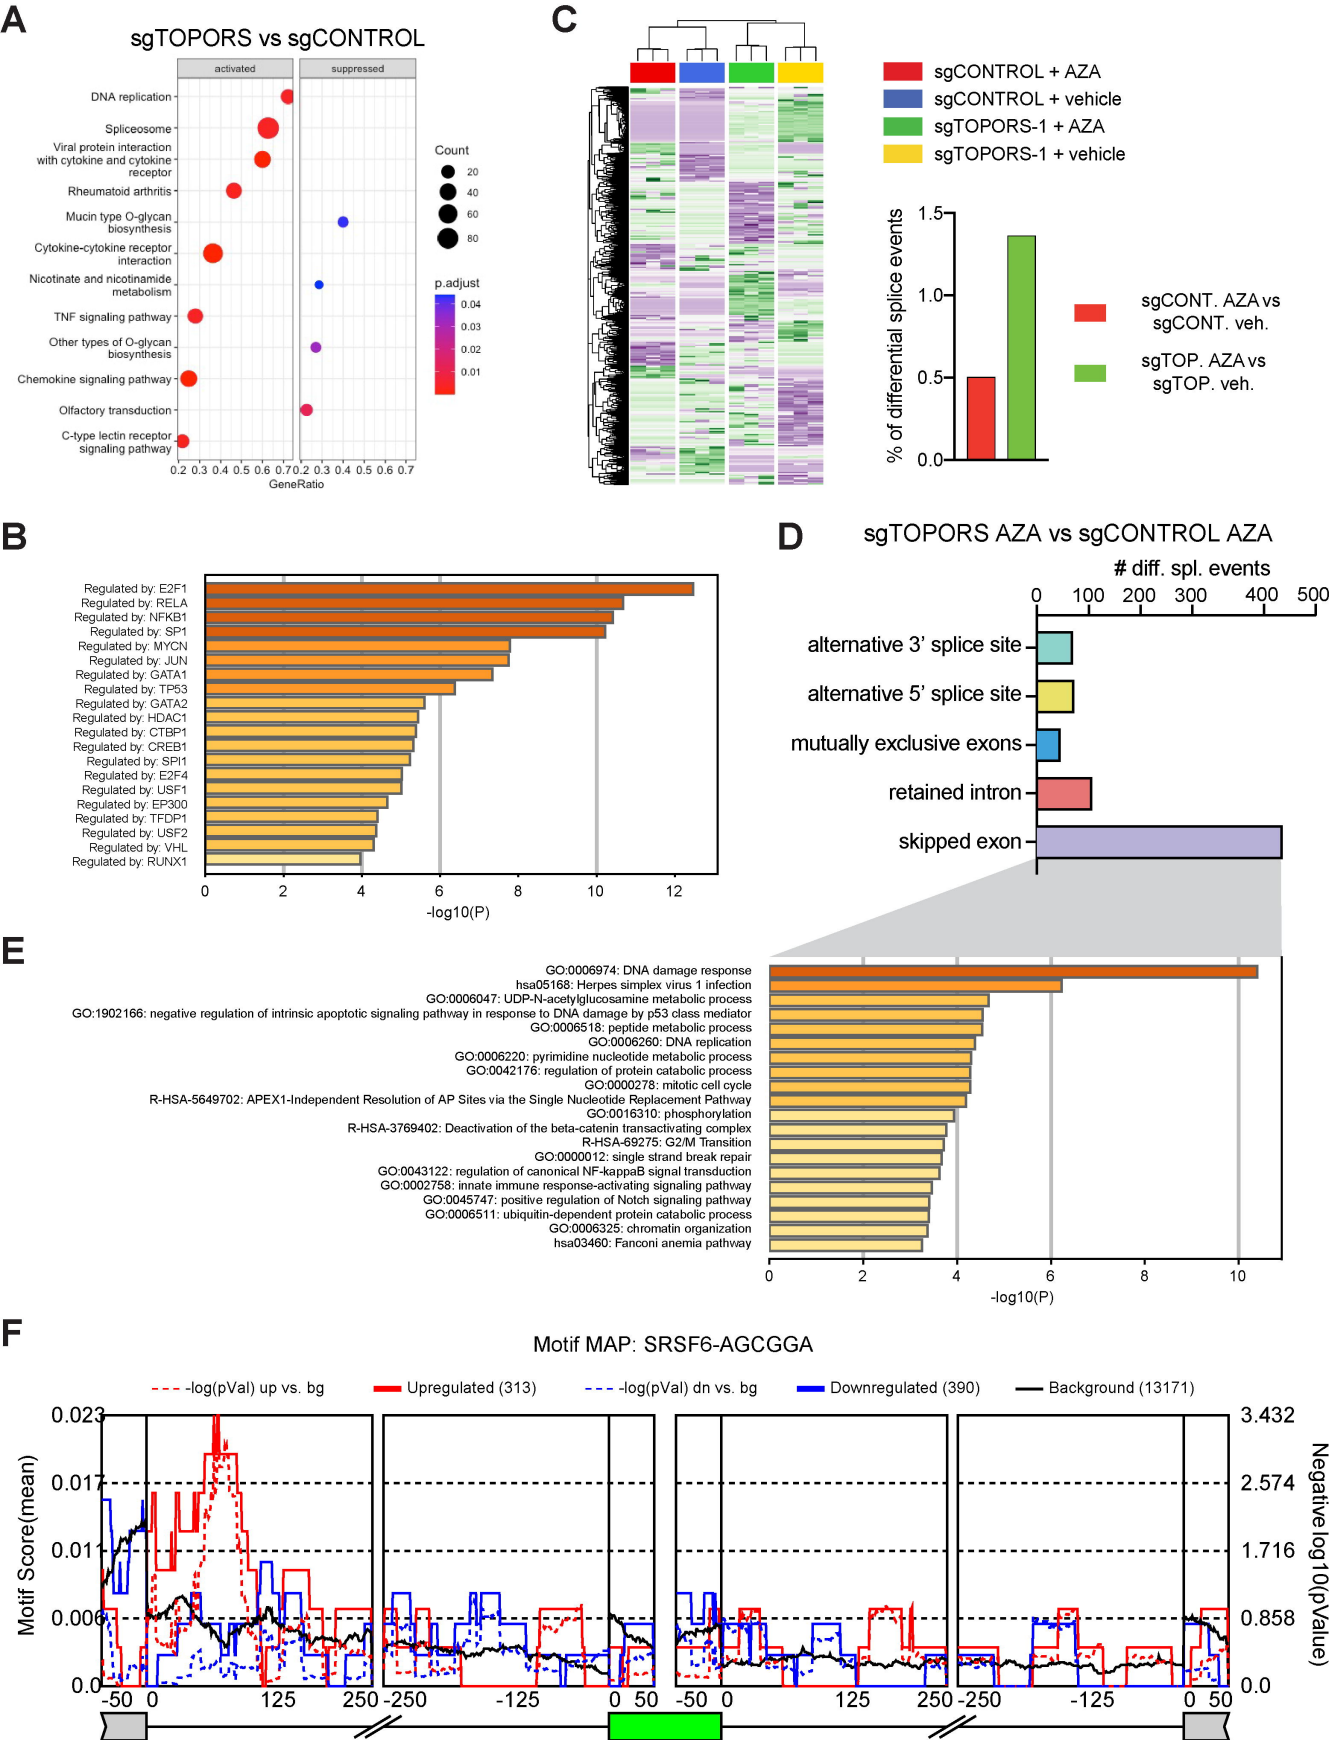 A
sgTOPORS vs sgCONTROL
activated
suppressed
DNA replication
Spliceosome
Viral protein interaction
with cytokine and cytokine
receptor
Rheumatoid arthritis
Mucin type O-glycan
biosynthesis
Cytokine-cytokine receptor
interaction
Nicotinate and nicotinamide
metabolism
TNF signaling pathway
Other types of O-glycan
biosynthesis
Chemokine signaling pathway
Olfactory transduction
C-type lectin receptor
signaling pathway
0.2 0.3 0.4 0.5 0.6 0.7 0.2 0.3 0.4 0.5 0.6 0.7
GeneRatio
Count
20
40
60
80
p.adjust
0.04
0.03
0.02
0.01
C
sgCONTROL + AZA
sgCONTROL + vehicle
sgTOPORS-1 + AZA
sgTOPORS-1 + vehicle
% of differential splice events
1.5
1.0
0.5
0.0
sgCONT. AZA vs
sgCONT. veh.
sgTOP. AZA vs
sgTOP. veh.
B
Regulated by: E2F1
Regulated by: RELA
Regulated by: NFKB1
Regulated by: SP1
Regulated by: MYCN
Regulated by: JUN
Regulated by: GATA1
Regulated by: TP53
Regulated by: GATA2
Regulated by: HDAC1
Regulated by: CTBP1
Regulated by: CREB1
Regulated by: SPI1
Regulated by: E2F4
Regulated by: USF1
Regulated by: EP300
Regulated by: TFDP1
Regulated by: USF2
Regulated by: VHL
Regulated by: RUNX1
0 2 4 6 8 10 12
-log10(P)
D
sgTOPORS AZA vs sgCONTROL AZA
# diff. spl. events
0 100 200 300 400 500
alternative 3' splice site
alternative 5' splice site
mutually exclusive exons
retained intron
skipped exon
E
GO:0006974: DNA damage response
hsa05168: Herpes simplex virus 1 infection
GO:0006047: UDP-N-acetylglucosamine metabolic process
GO:1902166: negative regulation of intrinsic apoptotic signaling pathway in response to DNA damage by p53 class mediator
GO:0006518: peptide metabolic process
GO:0006260: DNA replication
GO:0006220: pyrimidine nucleotide metabolic process
GO:0042176: regulation of protein catabolic process
GO:0000278: mitotic cell cycle
R-HSA-5649702: APEX1-Independent Resolution of AP Sites via the Single Nucleotide Replacement Pathway
GO:0016310: phosphorylation
R-HSA-3769402: Deactivation of the beta-catenin transactivating complex
R-HSA-69275: G2/M Transition
GO:0000012: single strand break repair
GO:0043122: regulation of canonical NF-kappaB signal transduction
GO:0002758: innate immune response-activating signaling pathway
GO:0045747: positive regulation of Notch signaling pathway
GO:0006511: ubiquitin-dependent protein catabolic process
GO:0006325: chromatin organization
hsa03460: Fanconi anemia pathway
0 2 4 6 8 10
-log10(P)
F
Motif MAP: SRSF6-AGCGGA
-log(pVal) up vs. bg
Upregulated (313)
-log(pVal) dn vs. bg
Downregulated (390)
Background (13171)
Motif Score(mean)
0.023
0.017
0.011
0.006
0.0
3.432
2.574
1.716
0.858
0.0
Negative log10(pValue)
-50 0 125 250 -250 -125 0 50 -50 0 125 250 -250 -125 0 50